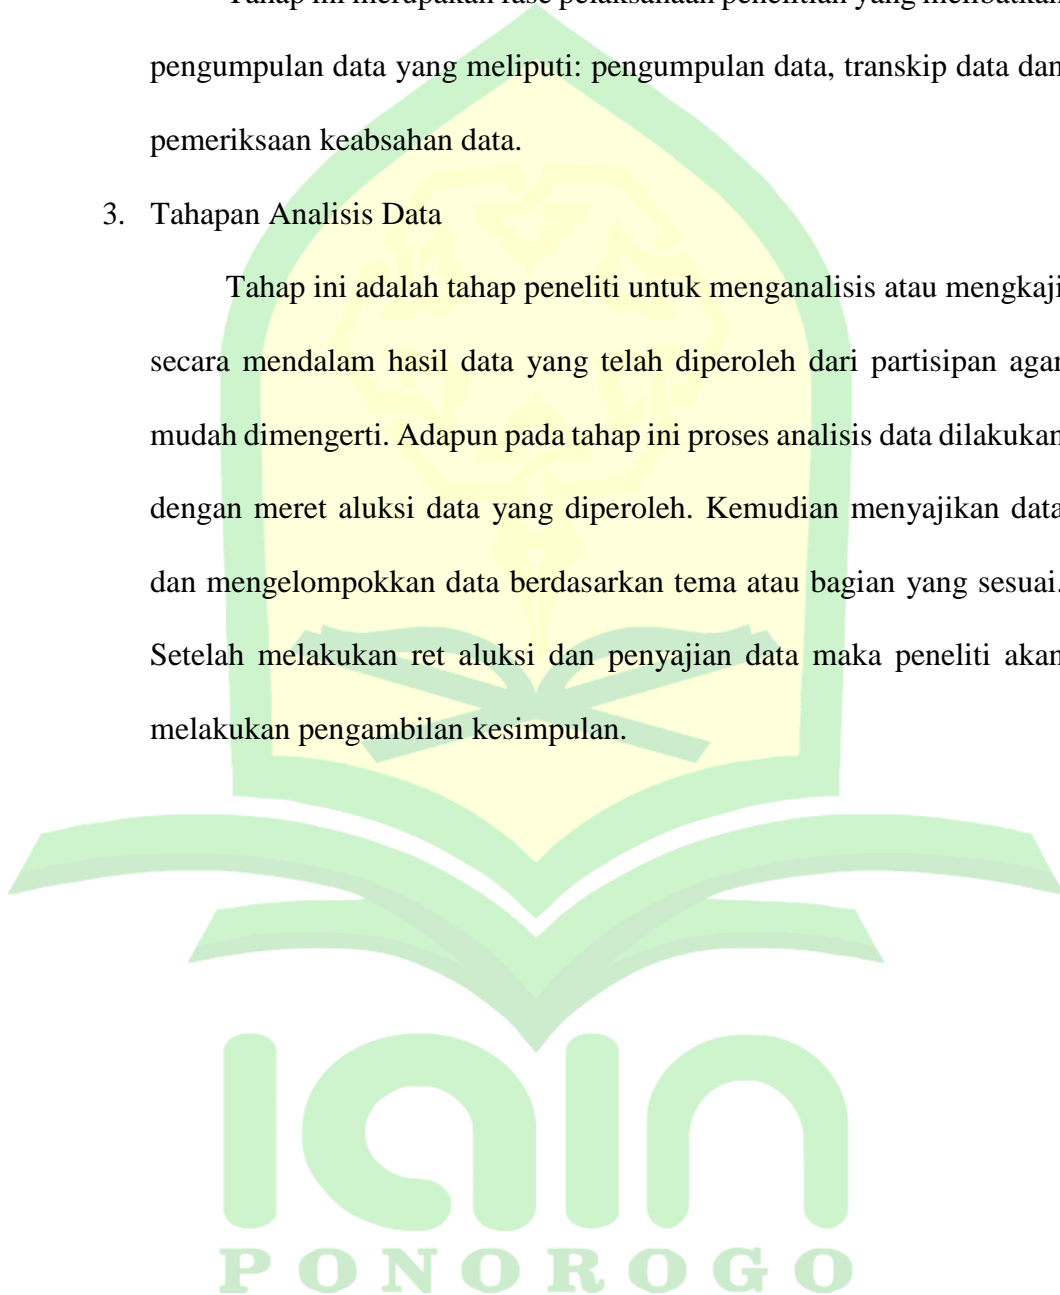 Tahap ini merupakan fase pelaksanaan penelitian yang melibatkan
pengumpulan data yang meliputi: pengumpulan data, transkip data dan
pemeriksaan keabsahan data.
3. Tahapan Analisis Data
Tahap ini adalah tahap peneliti untuk menganalisis atau mengkaji
secara mendalam hasil data yang telah diperoleh dari partisipan agar
mudah dimengerti. Adapun pada tahap ini proses analisis data dilakukan
dengan meret aluksi data yang diperoleh. Kemudian menyajikan data
dan mengelompokkan data berdasarkan tema atau bagian yang sesuai.
Setelah melakukan ret aluksi dan penyajian data maka peneliti akan
melakukan pengambilan kesimpulan.
iain
PONOROGO